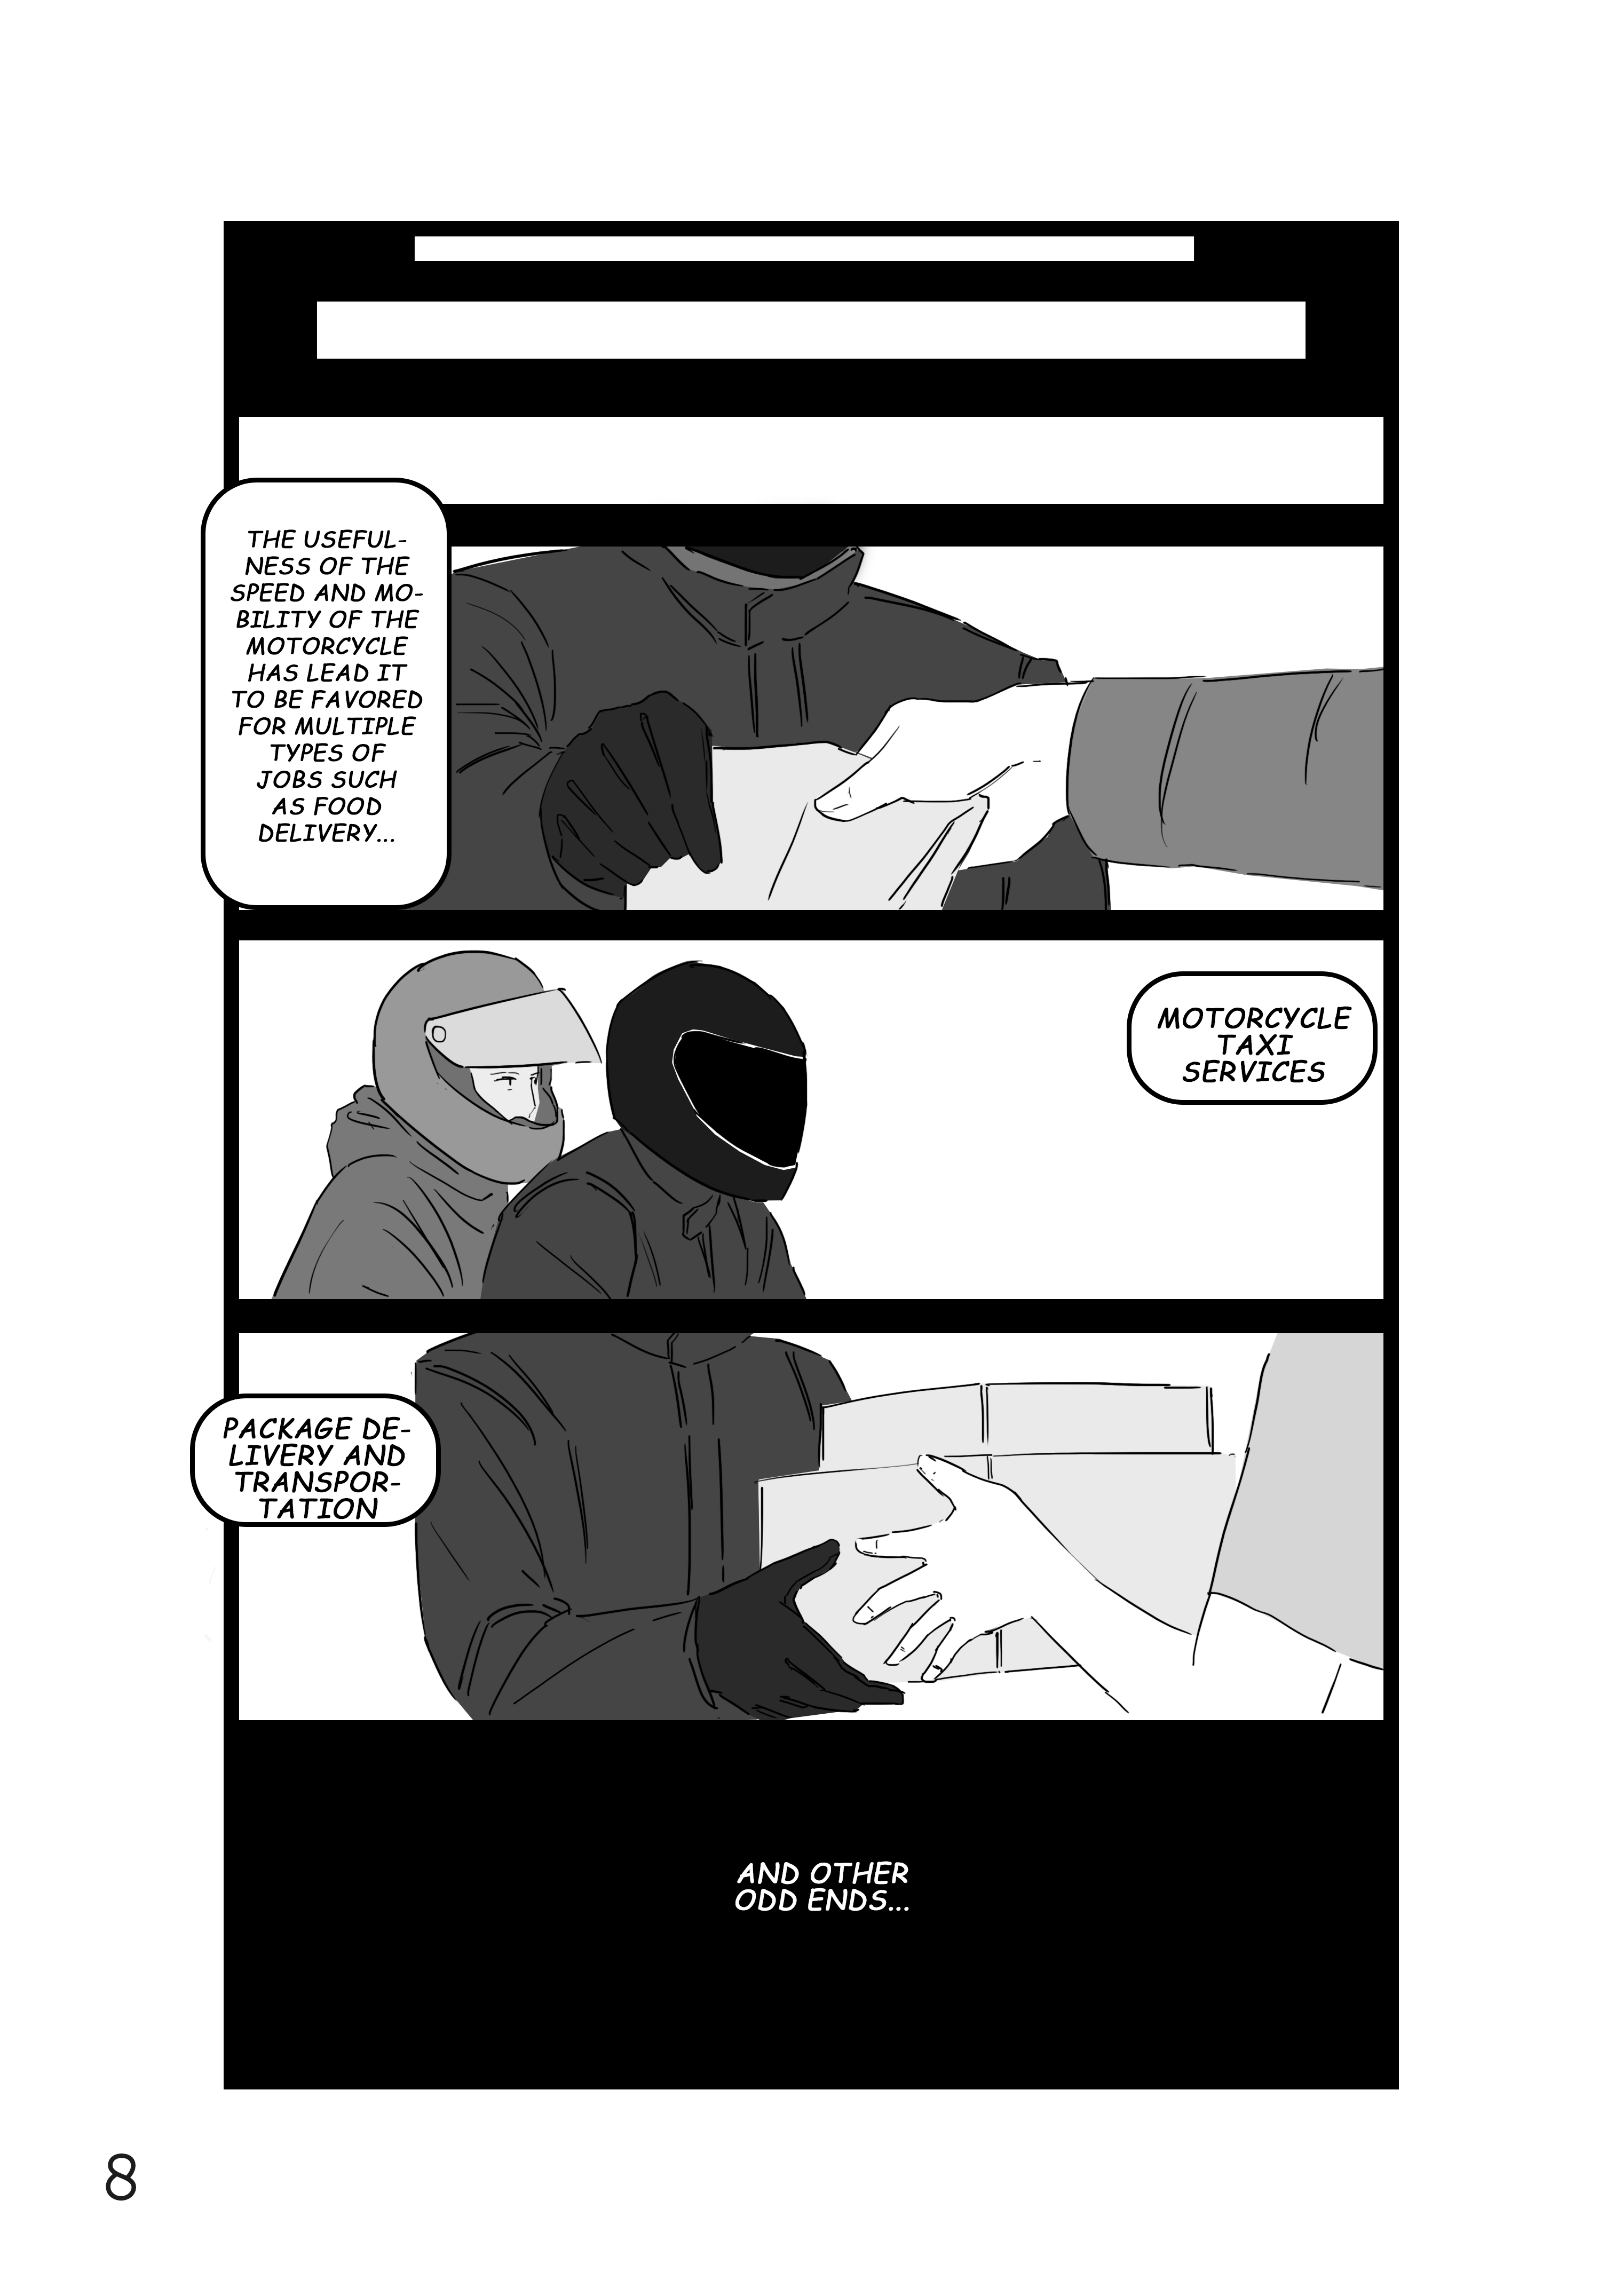 THE USEFUL-
NESS OF THE
SPEED AND MO-
BILITY OF THE
MOTORCYCLE
HAS LEAD IT
TO BE FAVORED
FOR MULTIPLE
TYPES OF
JOBS SUCH
AS FOOD
DELIVERY...
MOTORCYCLE
TAXI
SERVICES
PACKAGE DE-
LIVERY AND
TRANSPOR-
TATION
AND OTHER
ODD ENDS...
8